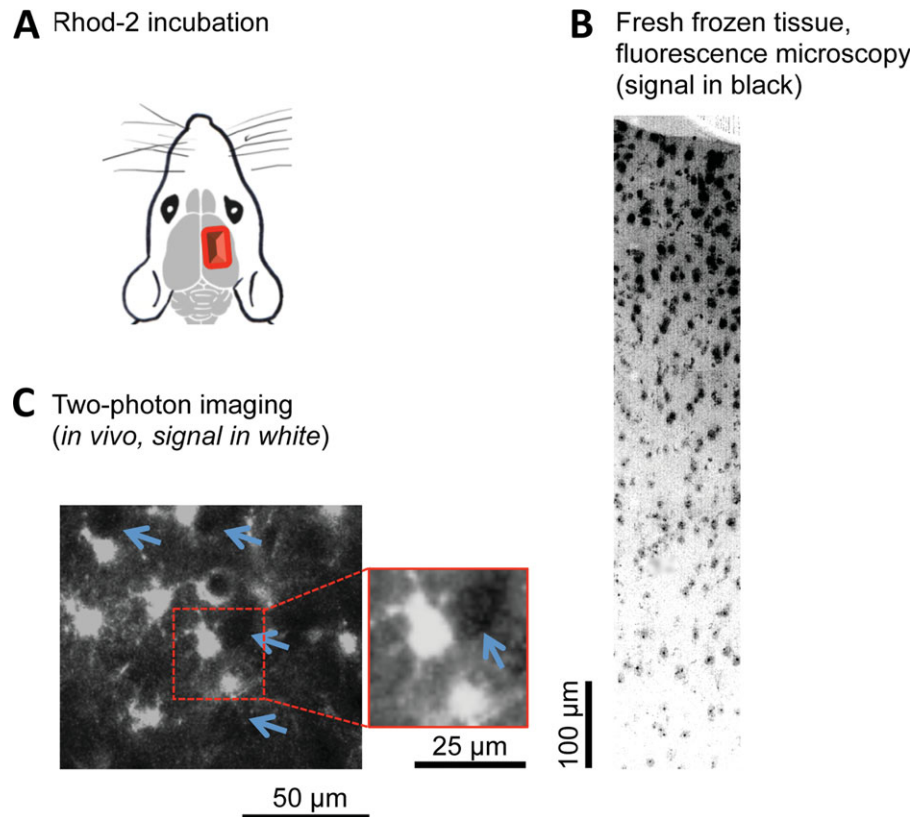 A Rhod-2 incubation
B Fresh frozen tissue,
fluorescence microscopy
(signal in black)
C Two-photon imaging
(in vivo, signal in white)
25 µm
50 µm
100 µm